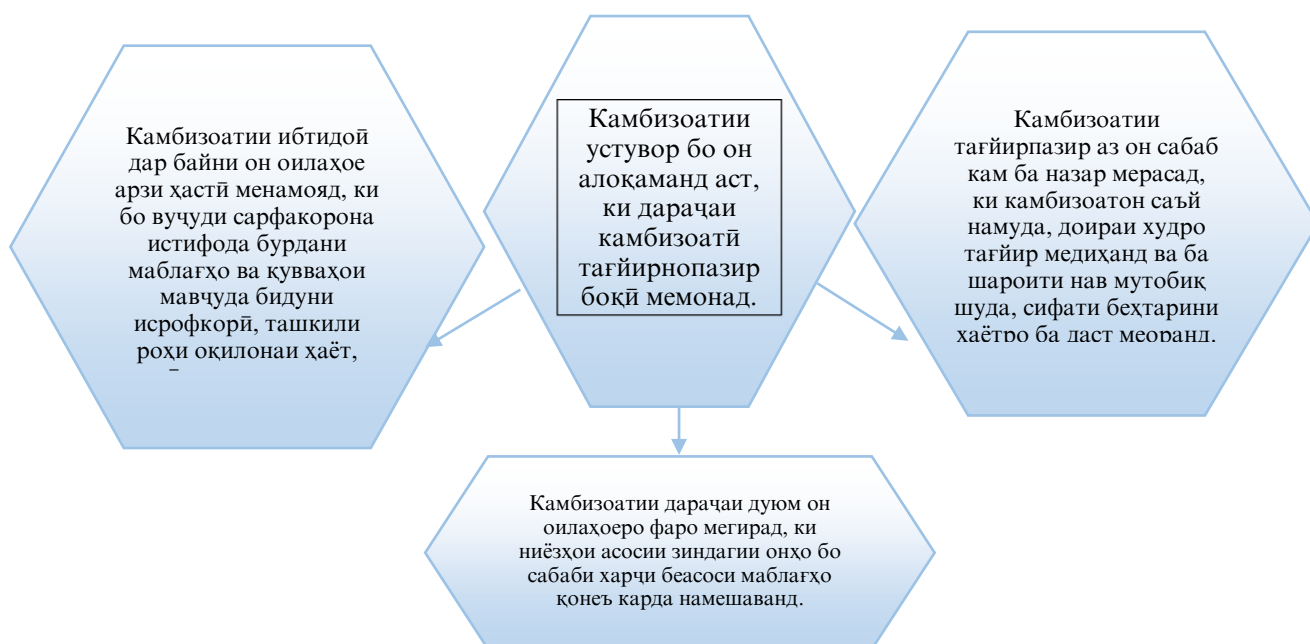 Камбизоатии ибтидоӣ
дар байни он оилаҳое
арзи ҳастӣ менамояд, ки
бо вуҷуди сарфакорона
истифода бурдани
маблағҳо ва қувваҳои
мавҷуда бидуни
исрофкорӣ, ташкили
роҳи оқилонаи ҳаёт,
Камбизоатии
устувор бо он
алоқаманд аст,
ки дараҷаи
камбизоатӣ
тағйирнопазир
боқӣ мемонад.
Камбизоатии
тағйирпазир аз он сабаб
кам ба назар мерасад,
ки камбизоатон саъй
намуда, доираи худро
тағйир медиҳанд ва ба
шароити нав мутобиқ
шуда, сифати беҳтарини
ҳаётро ба даст меоранд.
Камбизоатии дараҷаи дуюм он
оилаҳоеро фаро мегирад, ки
ниёзҳои асосии зиндагии онҳо бо
сабаби харҷи беасоси маблағҳо
қонеъ карда намешаванд.